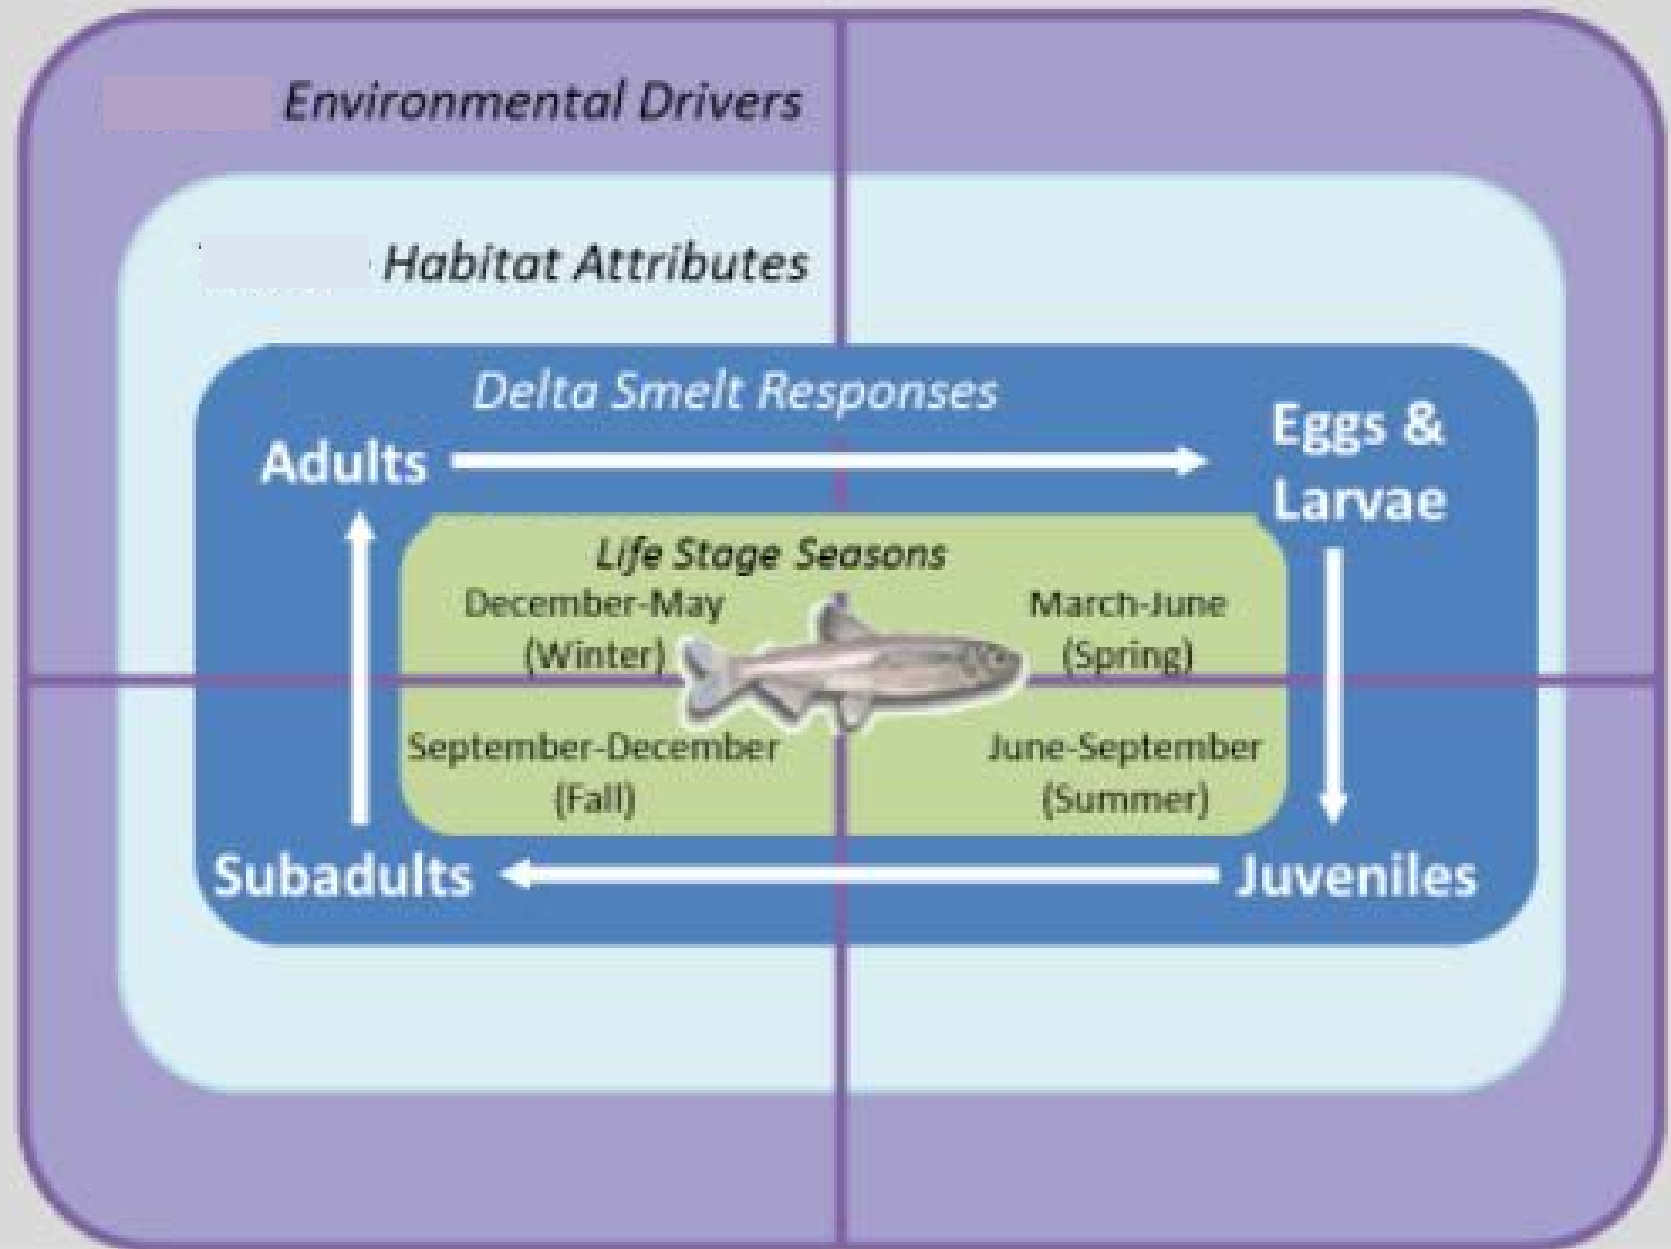 Environmental Drivers
Habitat Attributes
Delta Smelt Responses
Adults
Eggs &
Larvae
Life Stage Seasons
December-May
(Winter)
March-June
(Spring)
September-December
(Fall)
June-September
(Summer)
Subadults
Juveniles